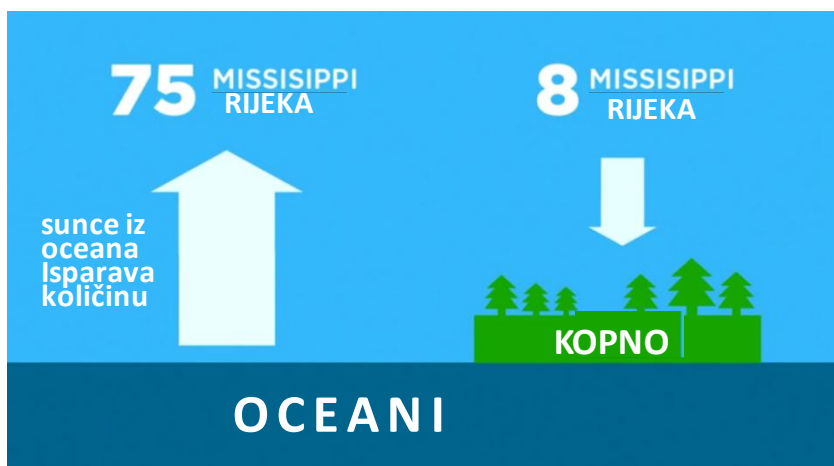 75 MISSISIPPI
RIJEKA
8 MISSISIPPI
RIJEKA
sunce iz
oceana
Isparava
količinu
KOPNO
OCEANI